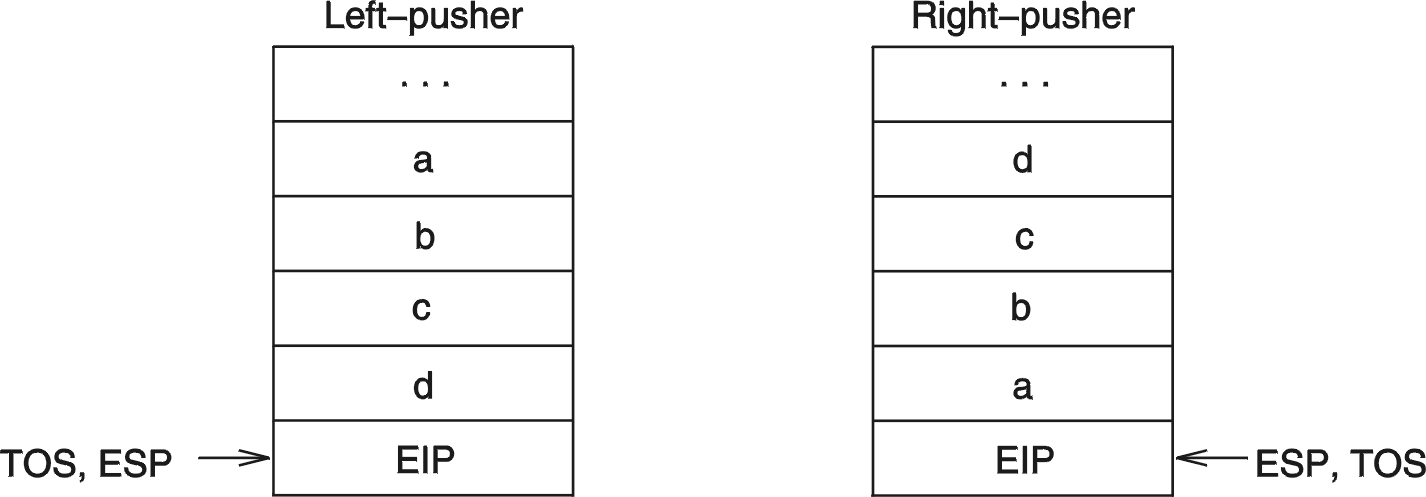 Left–pusher
. . .
a
b
c
d
TOS, ESP
EIP
Right–pusher
. . .
d
c
b
a
EIP
ESP, TOS